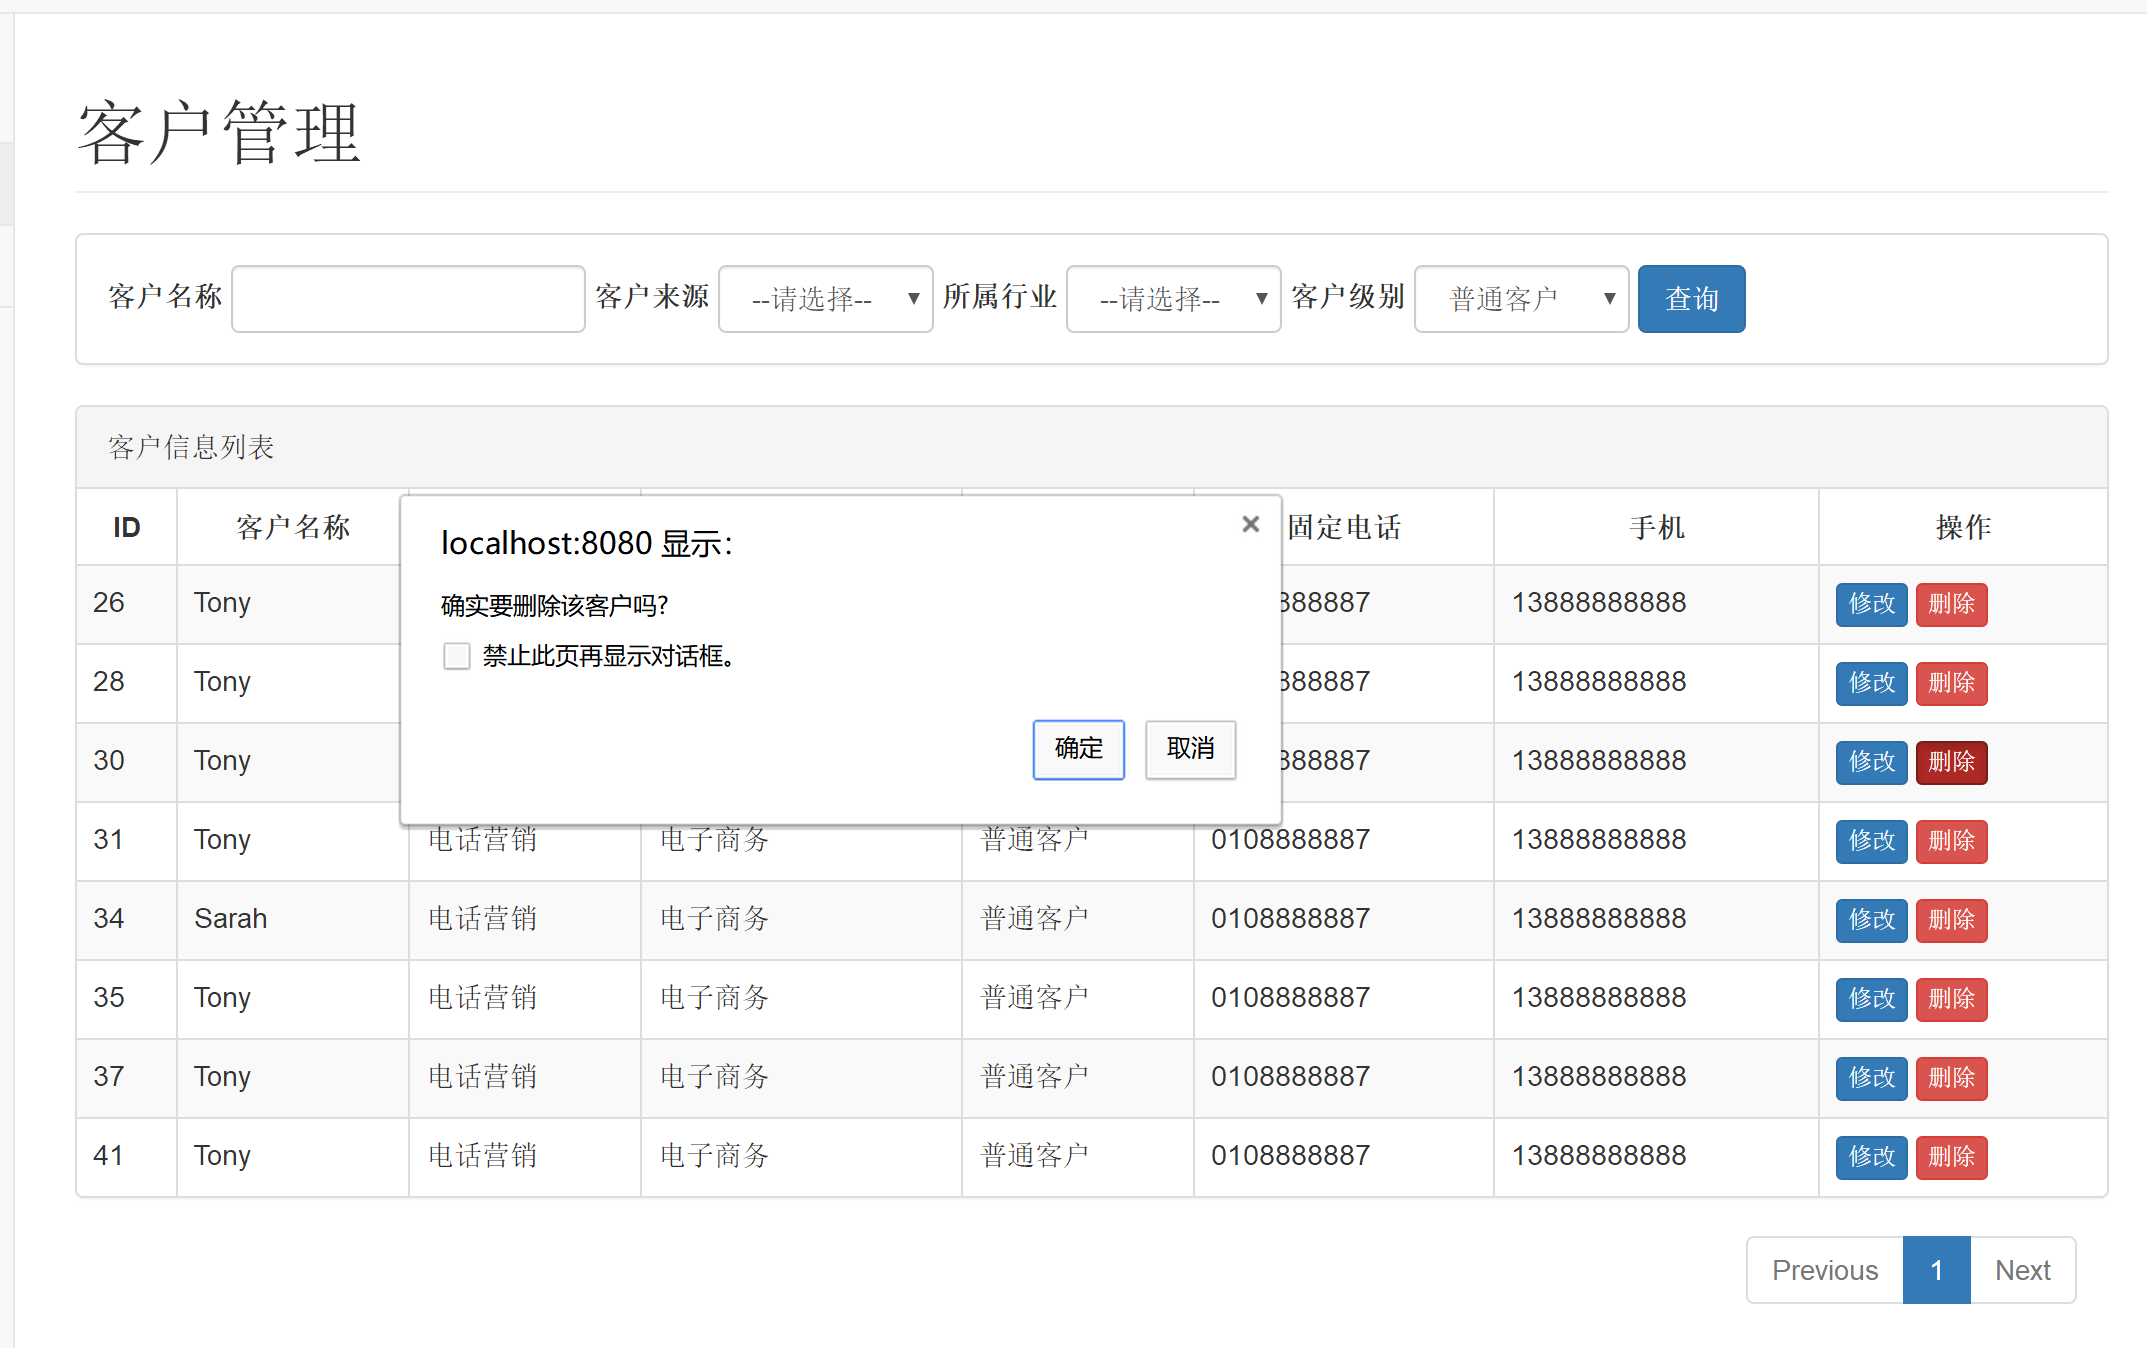 客户管理
客户名称 客户来源 --请选择-- 所属行业 --请选择-- 客户级别 普通客户 查询
客户信息列表
ID 客户名称 固定电话 手机 操作
localhost:8080 显示：
确实要删除该客户吗?
禁止此页再显示对话框。
确定 取消
26 Tony 888887 13888888888 修改 删除
28 Tony 888887 13888888888 修改 删除
30 Tony 888887 13888888888 修改 删除
31 Tony 电话营销 电子商务 普通客户 0108888887 13888888888 修改 删除
34 Sarah 电话营销 电子商务 普通客户 0108888887 13888888888 修改 删除
35 Tony 电话营销 电子商务 普通客户 0108888887 13888888888 修改 删除
37 Tony 电话营销 电子商务 普通客户 0108888887 13888888888 修改 删除
41 Tony 电话营销 电子商务 普通客户 0108888887 13888888888 修改 删除
Previous 1 Next